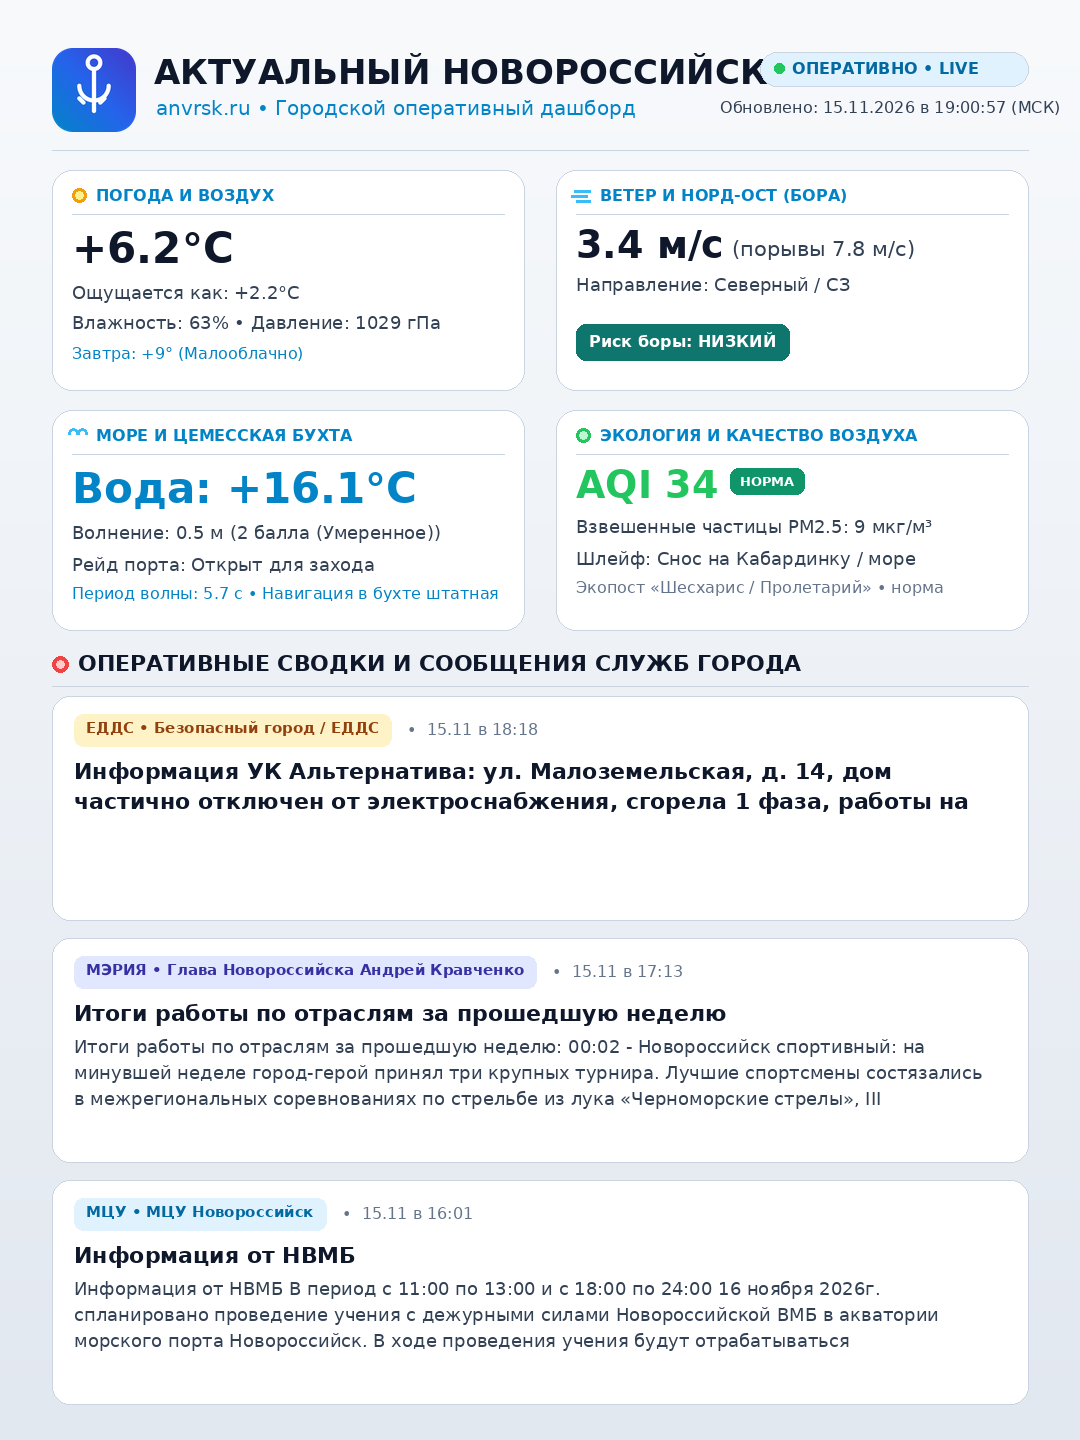 АКТУАЛЬНЫЙ НОВОРОССИЙСК
ОПЕРАТИВНО • LIVE
anvrsk.ru • Городской оперативный дашборд
Обновлено: 15.11.2026 в 19:00:57 (МСК)
ПОГОДА И ВОЗДУХ
+6.2°C
Ощущается как: +2.2°C
Влажность: 63% • Давление: 1029 гПа
Завтра: +9° (Малооблачно)
ВЕТЕР И НОРД-ОСТ (БОРА)
3.4 м/с (порывы 7.8 м/с)
Направление: Северный / СЗ
Риск боры: НИЗКИЙ
МОРЕ И ЦЕМЕССКАЯ БУХТА
Вода: +16.1°C
Волнение: 0.5 м (2 балла (Умеренное))
Рейд порта: Открыт для захода
Период волны: 5.7 с • Навигация в бухте штатная
ЭКОЛОГИЯ И КАЧЕСТВО ВОЗДУХА
AQI 34 НОРМА
Взвешенные частицы PM2.5: 9 мкг/м³
Шлейф: Снос на Кабардинку / море
Экопост «Шесхарис / Пролетарий» • норма
ОПЕРАТИВНЫЕ СВОДКИ И СООБЩЕНИЯ СЛУЖБ ГОРОДА
ЕДДС • Безопасный город / ЕДДС • 15.11 в 18:18
Информация УК Альтернатива: ул. Малоземельская, д. 14, дом
частично отключен от электроснабжения, сгорела 1 фаза, работы на
МЭРИЯ • Глава Новороссийска Андрей Кравченко • 15.11 в 17:13
Итоги работы по отраслям за прошедшую неделю
Итоги работы по отраслям за прошедшую неделю: 00:02 - Новороссийск спортивный: на
минувшей неделе город-герой принял три крупных турнира. Лучшие спортсмены состязались
в межрегиональных соревнованиях по стрельбе из лука «Черноморские стрелы», III
МЦУ • МЦУ Новороссийск • 15.11 в 16:01
Информация от НВМБ
Информация от НВМБ В период с 11:00 по 13:00 и с 18:00 по 24:00 16 ноября 2026г.
спланировано проведение учения с дежурными силами Новороссийской ВМБ в акватории
морского порта Новороссийск. В ходе проведения учения будут отрабатываться